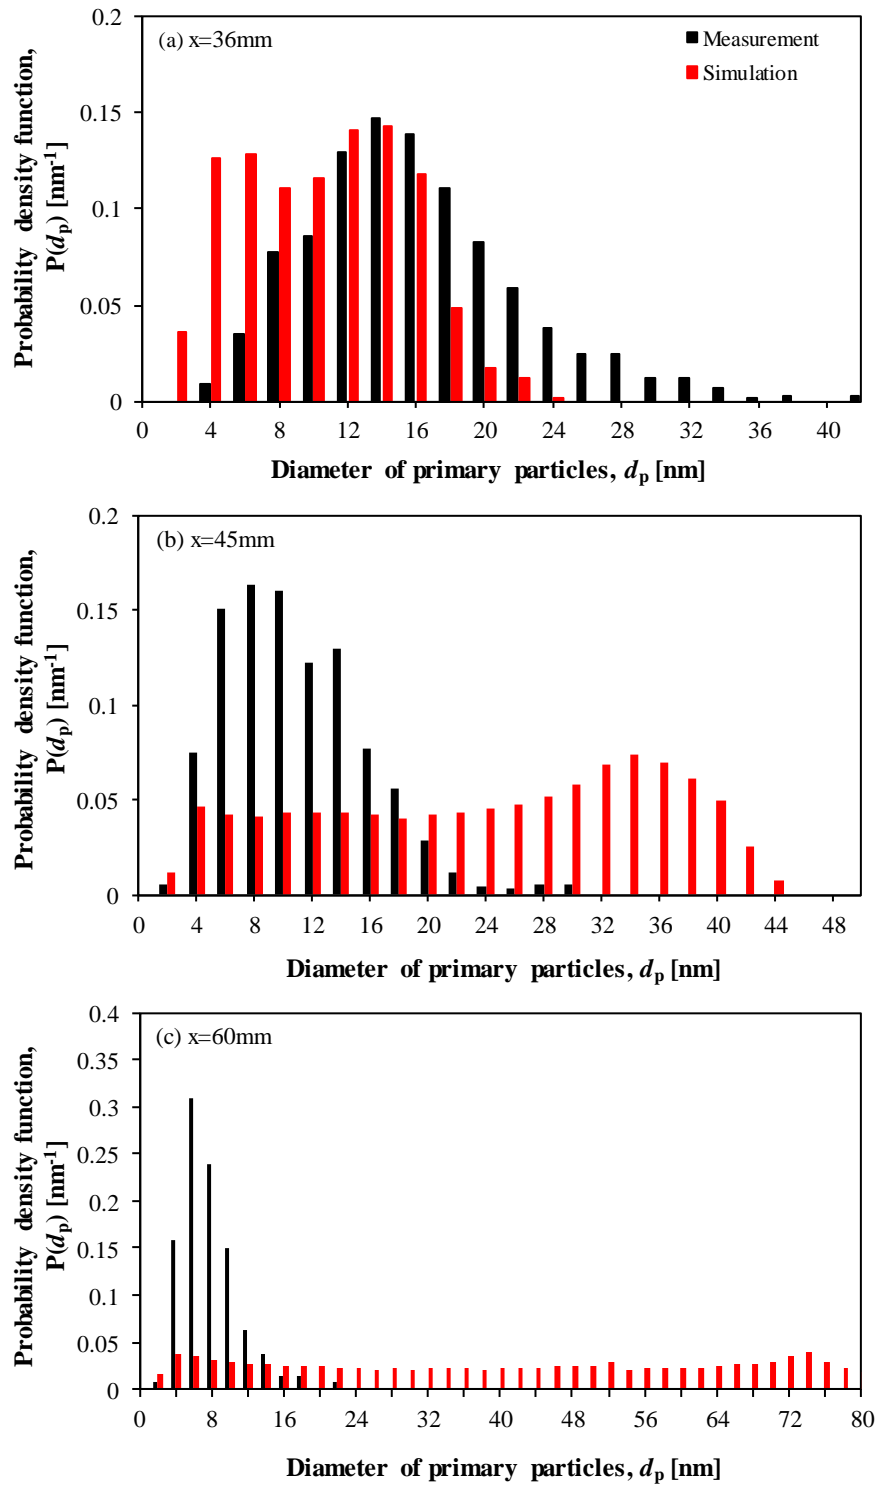 0.2
(a) x=36mm
Measurement
Simulation
0.15
0.1
0.05
0
Probability density function,
P(dp) [nm-1]
0 4 8 12 16 20 24 28 32 36 40
Diameter of primary particles, dp [nm]
0.2
(b) x=45mm
0.15
0.1
0.05
0
Probability density function,
P(dp) [nm-1]
0 4 8 12 16 20 24 28 32 36 40 44 48
Diameter of primary particles, dp [nm]
0.4
(c) x=60mm
0.35
0.3
0.25
0.2
0.15
0.1
0.05
0
Probability density function,
P(dp) [nm-1]
0 8 16 24 32 40 48 56 64 72 80
Diameter of primary particles, dp [nm]